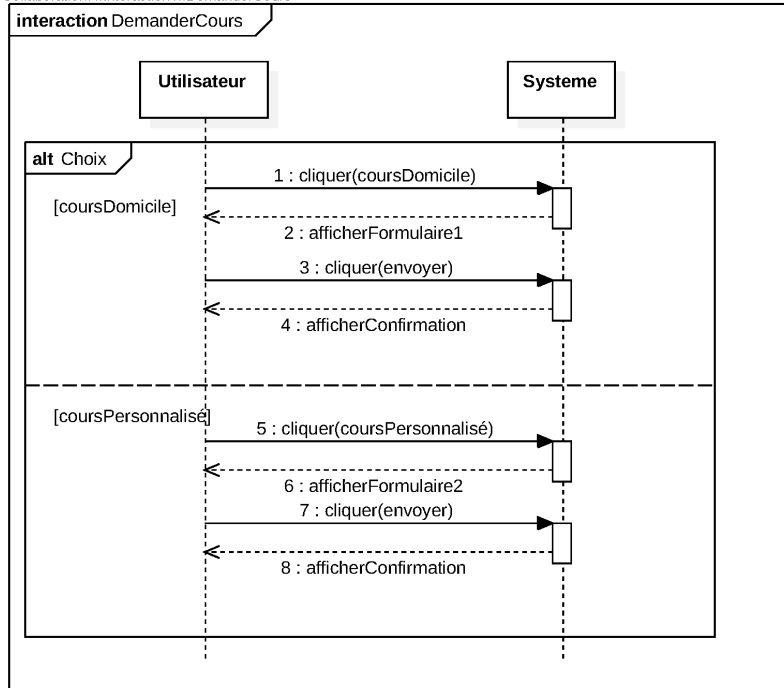 interaction DemanderCours
Utilisateur
Systeme
alt Choix
1 : cliquer(coursDomicile)
[coursDomicile]
2 : afficherFormulaire1
3 : cliquer(envoyer)
4 : afficherConfirmation
[coursPersonnalisé]
5 : cliquer(coursPersonnalisé)
6 : afficherFormulaire2
7 : cliquer(envoyer)
8 : afficherConfirmation